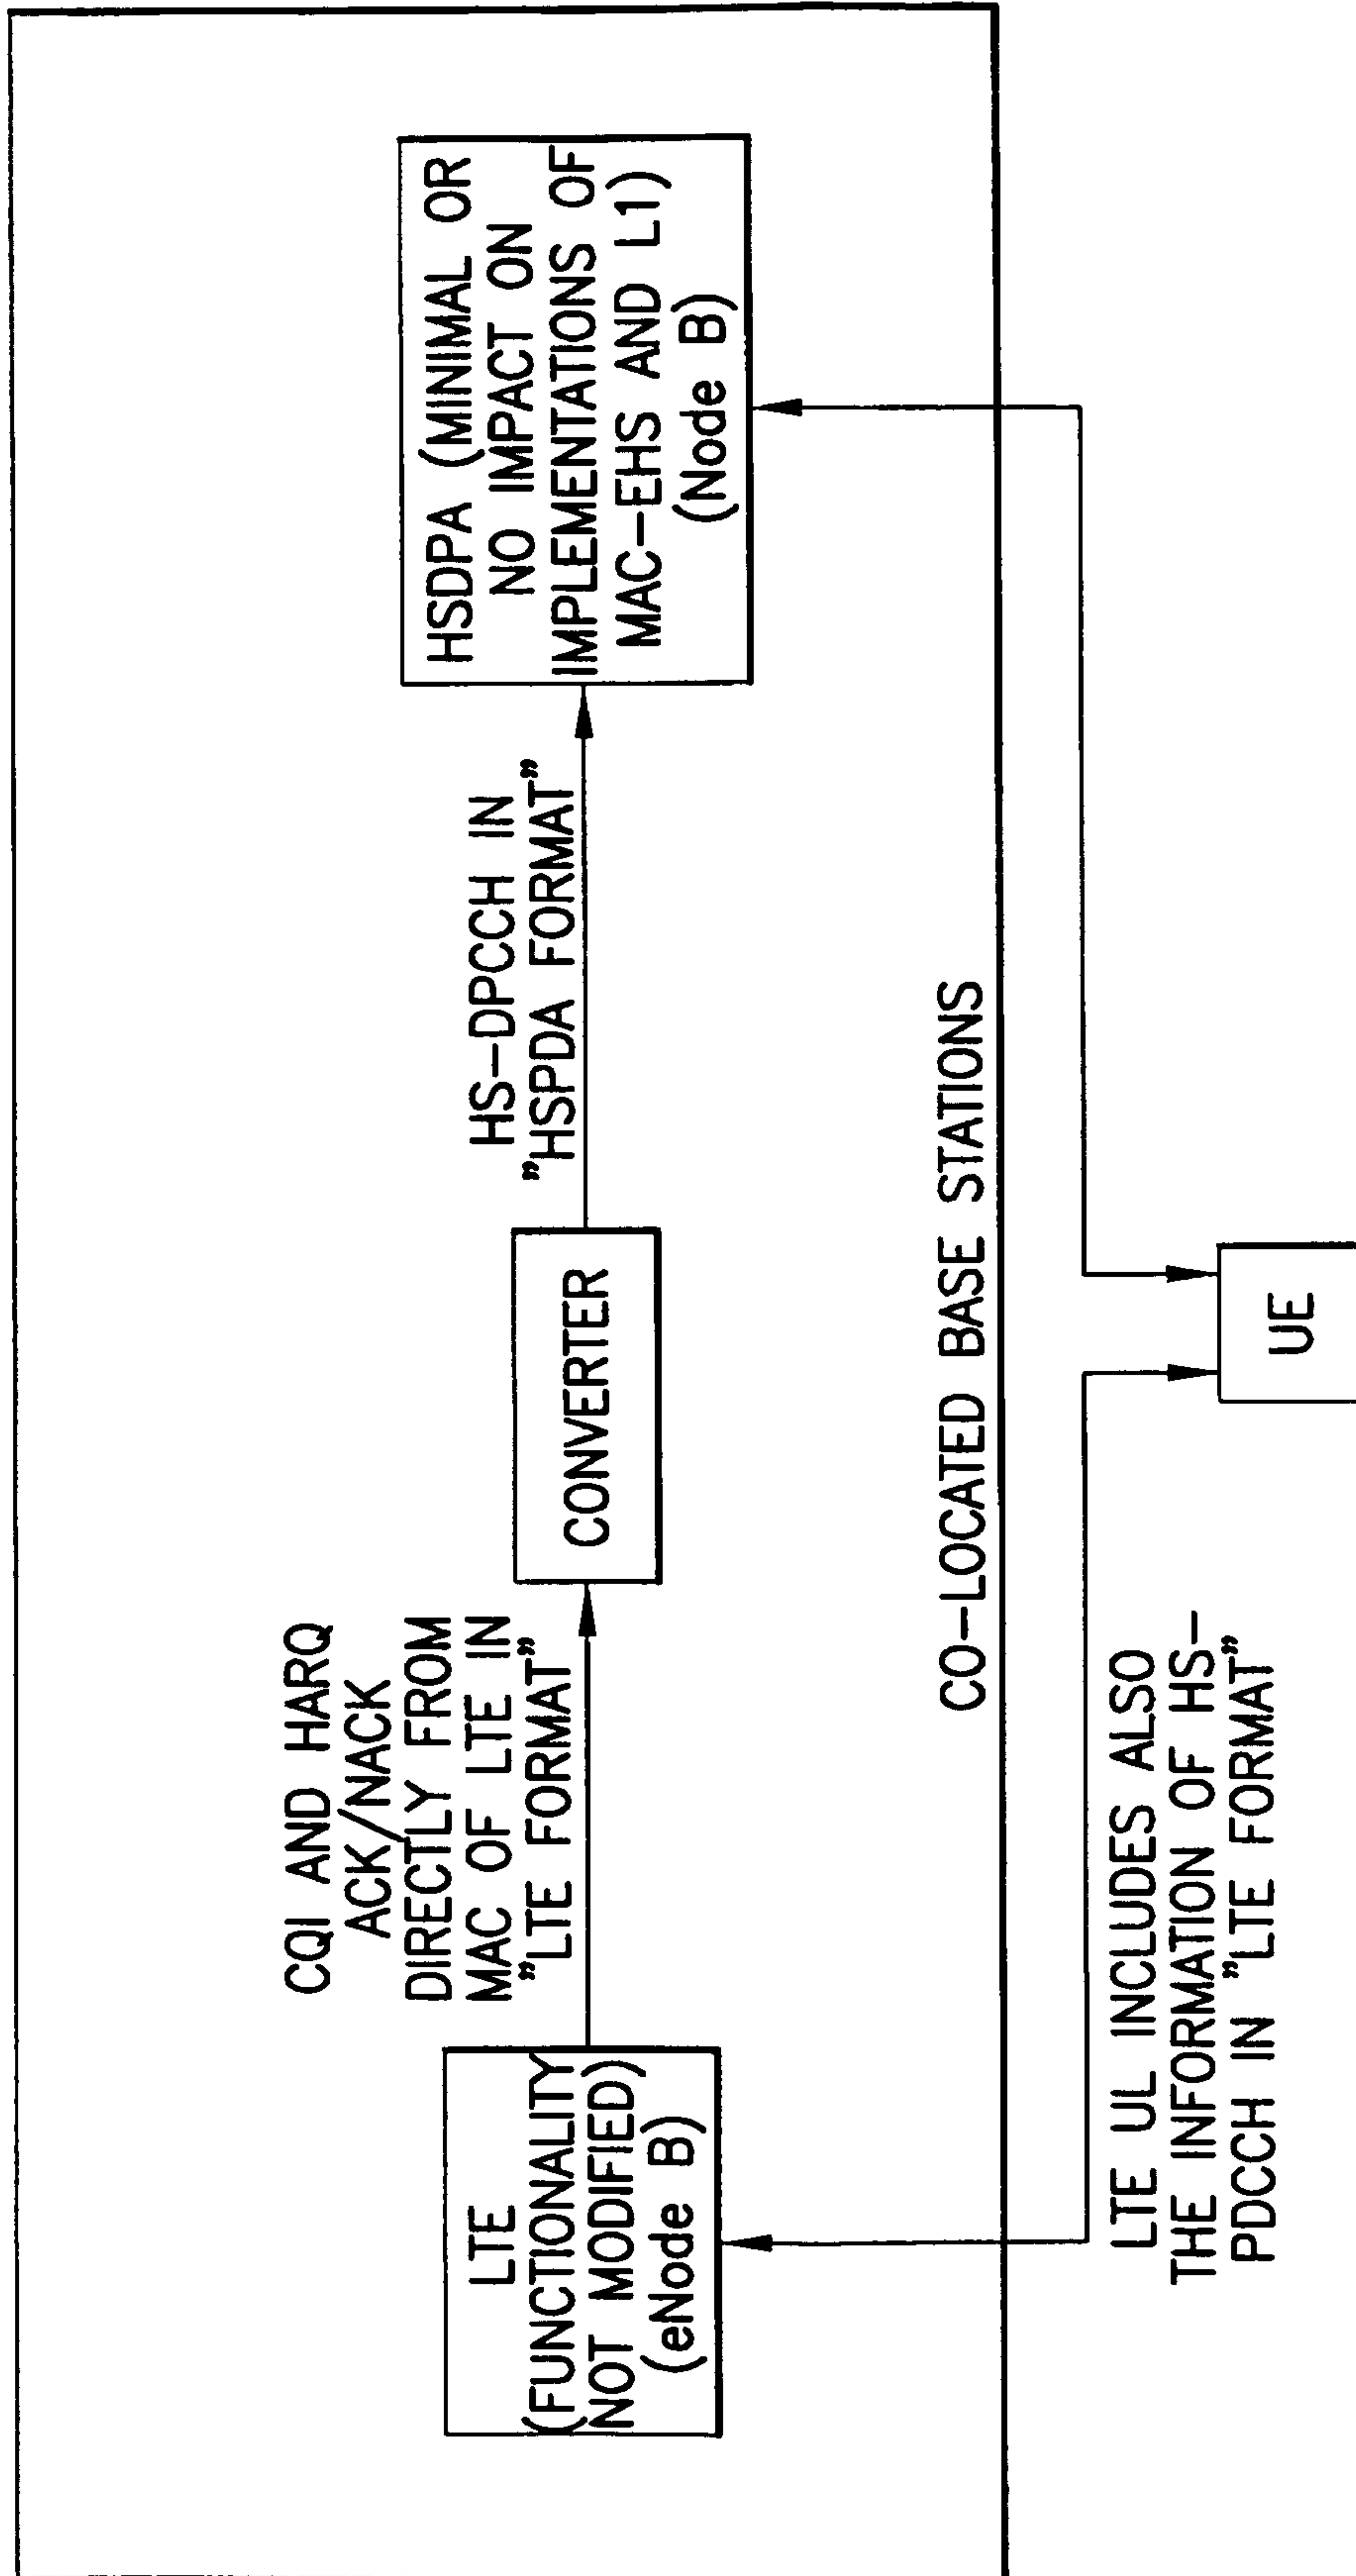 CQI AND HARQ
ACK/NACK
DIRECTLY FROM
MAC OF LTE IN
"LTE FORMAT"
LTE
(FUNCTIONALITY
NOT MODIFIED)
(eNode B)
CONVERTER
HS-DPCCH IN
"HSPDA FORMAT"
HSDPA (MINIMAL OR
NO IMPACT ON
IMPLEMENTATIONS OF
MAC-EHS AND L1)
(Node B)
CO-LOCATED BASE STATIONS
LTE UL INCLUDES ALSO
THE INFORMATION OF HS-
PDCCH IN "LTE FORMAT"
UE